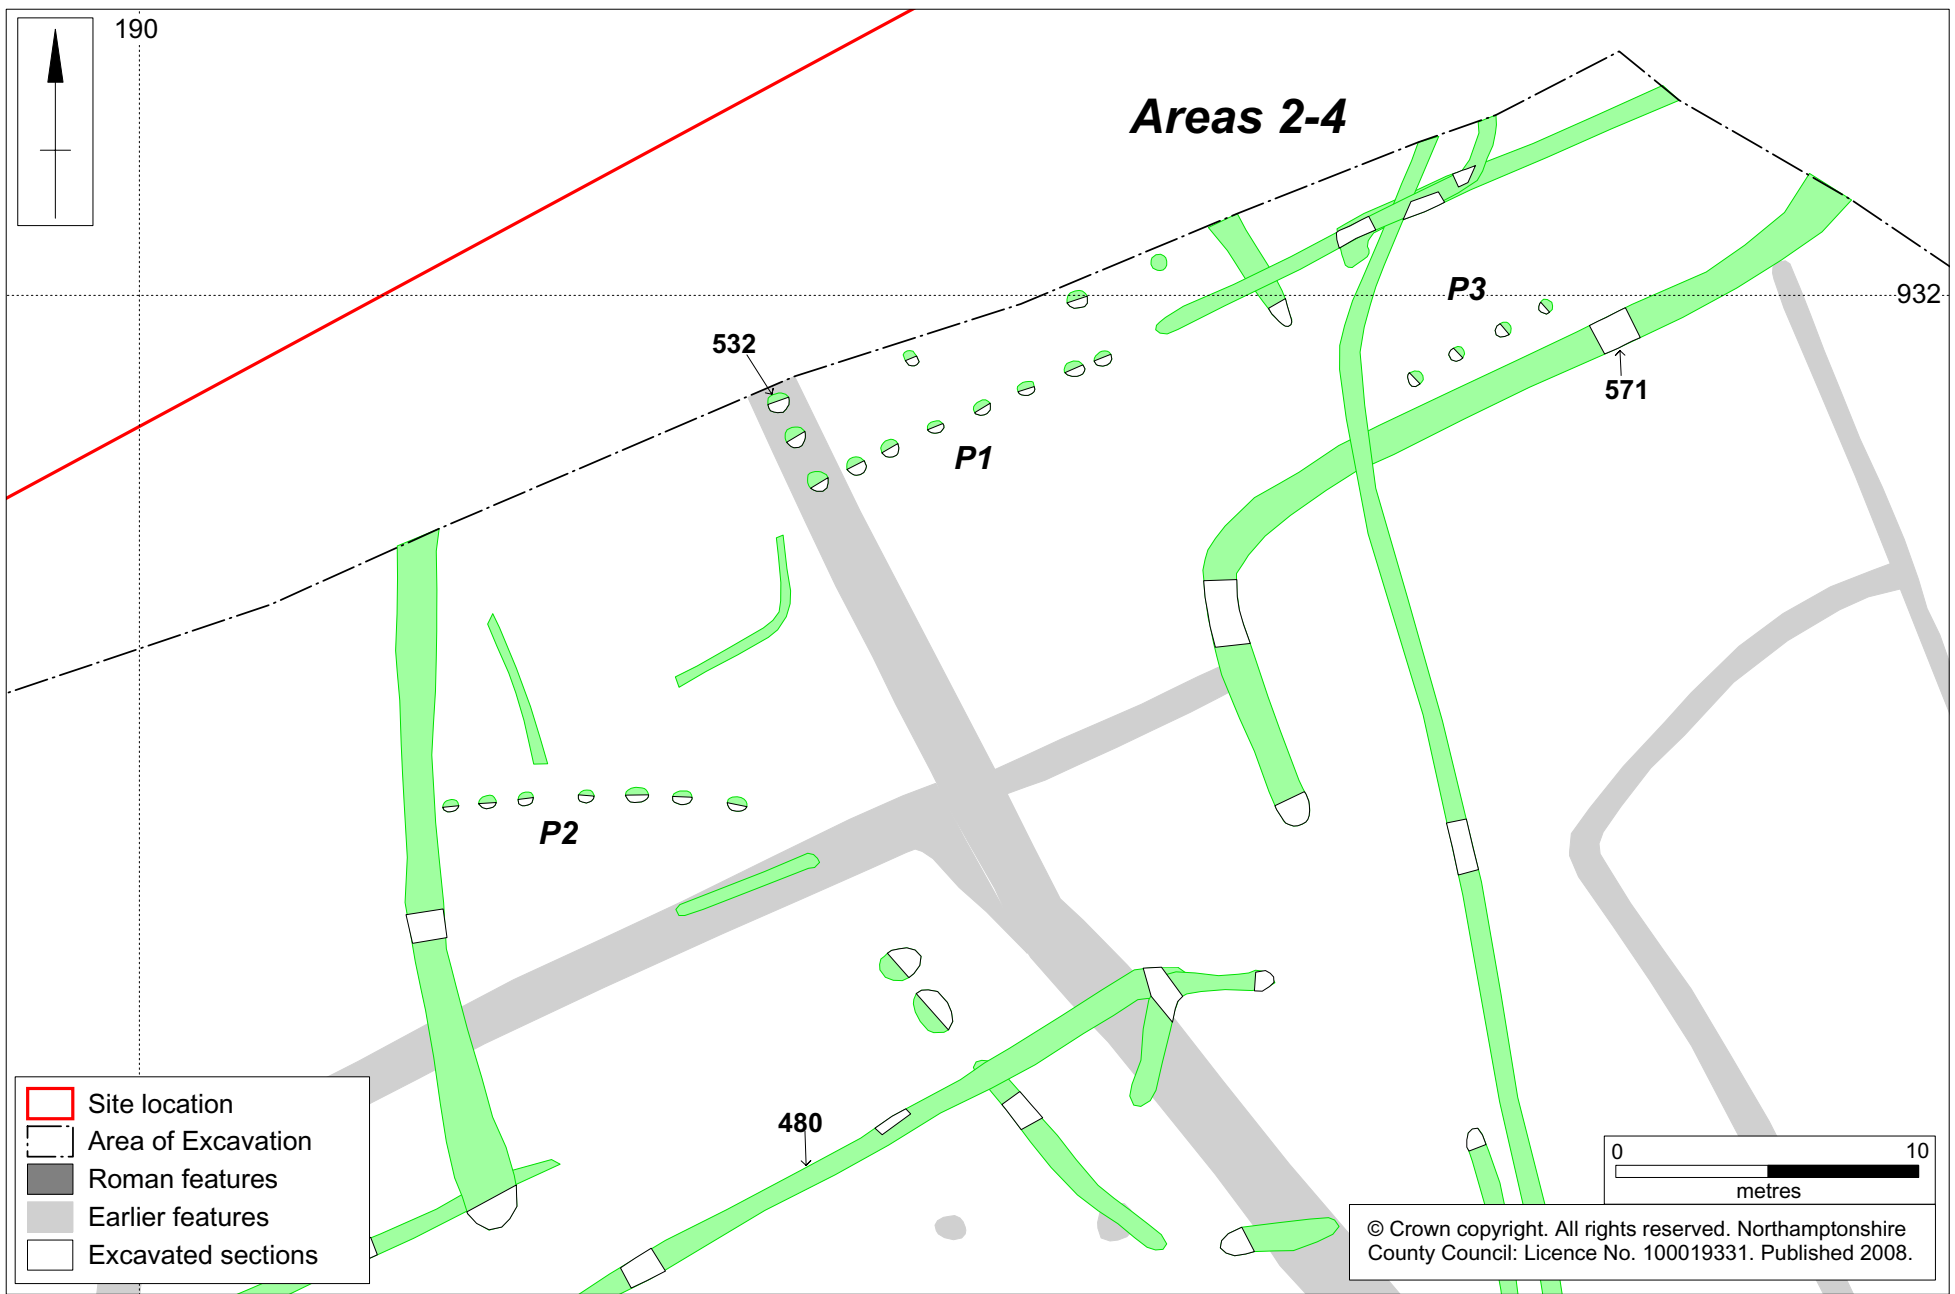 190
Areas 2-4
P3
932
532
571
P1
P2
480
Site location
Area of Excavation
Roman features
Earlier features
Excavated sections
0 10
metres
© Crown copyright. All rights reserved. Northamptonshire
County Council: Licence No. 100019331. Published 2008.